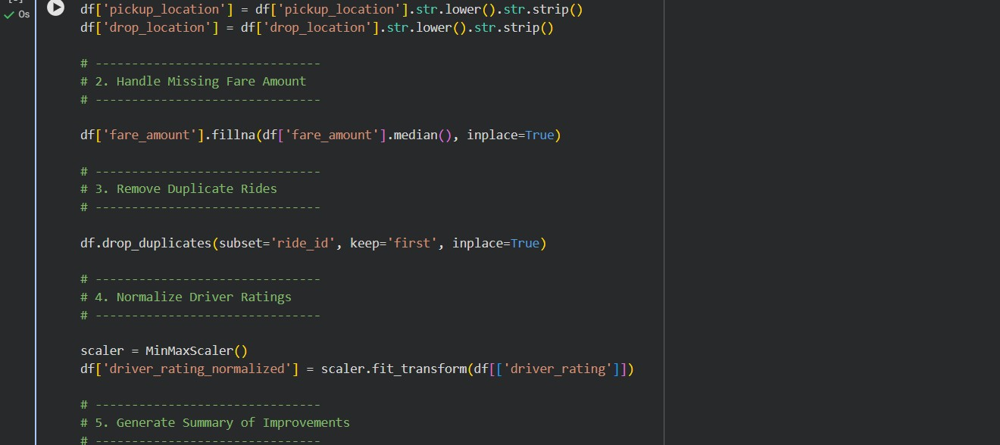 0s
df['pickup_location'] = df['pickup_location'].str.lower().str.strip()
df['drop_location'] = df['drop_location'].str.lower().str.strip()
# -------------------------------
# 2. Handle Missing Fare Amount
# -------------------------------
df['fare_amount'].fillna(df['fare_amount'].median(), inplace=True)
# -------------------------------
# 3. Remove Duplicate Rides
# -------------------------------
df.drop_duplicates(subset='ride_id', keep='first', inplace=True)
# -------------------------------
# 4. Normalize Driver Ratings
# -------------------------------
scaler = MinMaxScaler()
df['driver_rating_normalized'] = scaler.fit_transform(df[['driver_rating']])
# -------------------------------
# 5. Generate Summary of Improvements
# -------------------------------